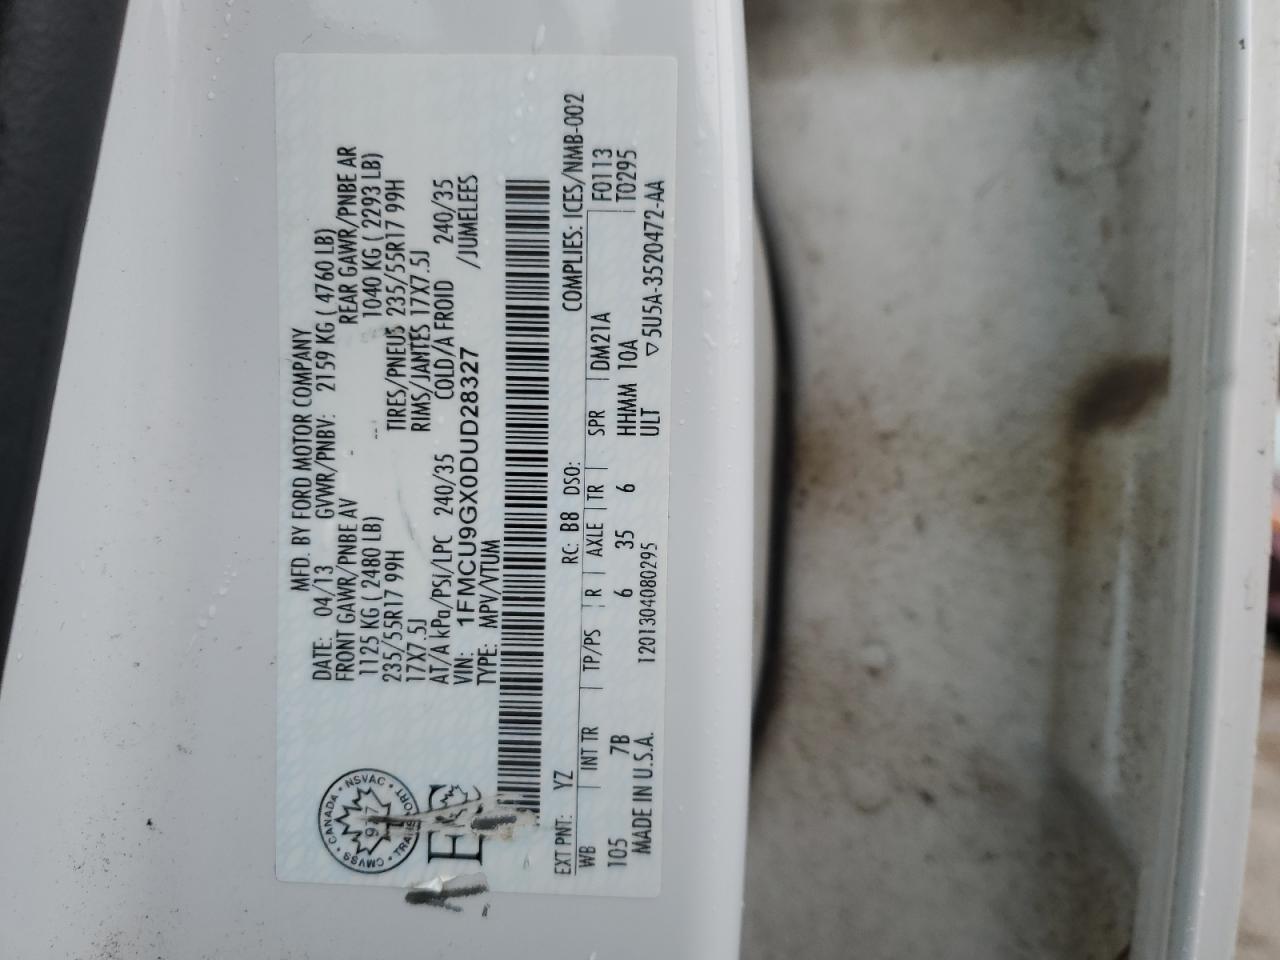 MFD. BY FORD MOTOR COMPANY
DATE: 04/13 GVWR/PNBV: 2159 KG ( 4760 LB)
FRONT GAWR/PNBE AV REAR GAWR/PNBE AR
1125 KG ( 2480 LB) 1040 KG ( 2293 LB)
235/55R17 99H TIRES/PNEUS 235/55R17 99H
17X7.5J RIMS/JANTES 17X7.5J
AT/A kPa/PSI/LPC 240/35 COLD/A FROID 240/35
VIN: 1FMCU9GX0DUD28327 /JUMELEES
TYPE: MPV/VTUM
CANADA • NSVAC • TRANSPORT • CMVSS
EXT PNT: YZ RC: B8 DSO: COMPLIES: ICES/NMB-002
WB INT TR TP/PS R AXLE TR SPR DM21A F0113
105 7B 6 35 6 HHMM 10A T0295
ULT
MADE IN U.S.A. 1201304080295 ▽5U5A-3520472-AA